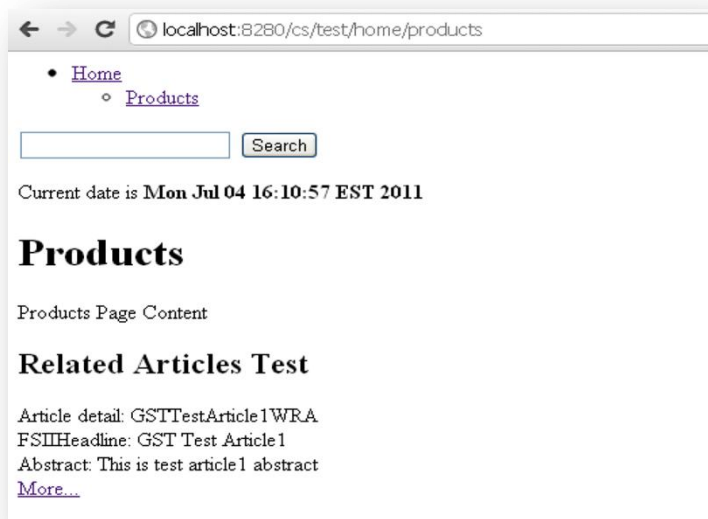 localhost:8280/cs/test/home/products
Home
Products
Search
Current date is Mon Jul 04 16:10:57 EST 2011
Products
Products Page Content
Related Articles Test
Article detail: GSTTestArticle1WRA
FSIIHeadline: GST Test Article1
Abstract: This is test article1 abstract
More...